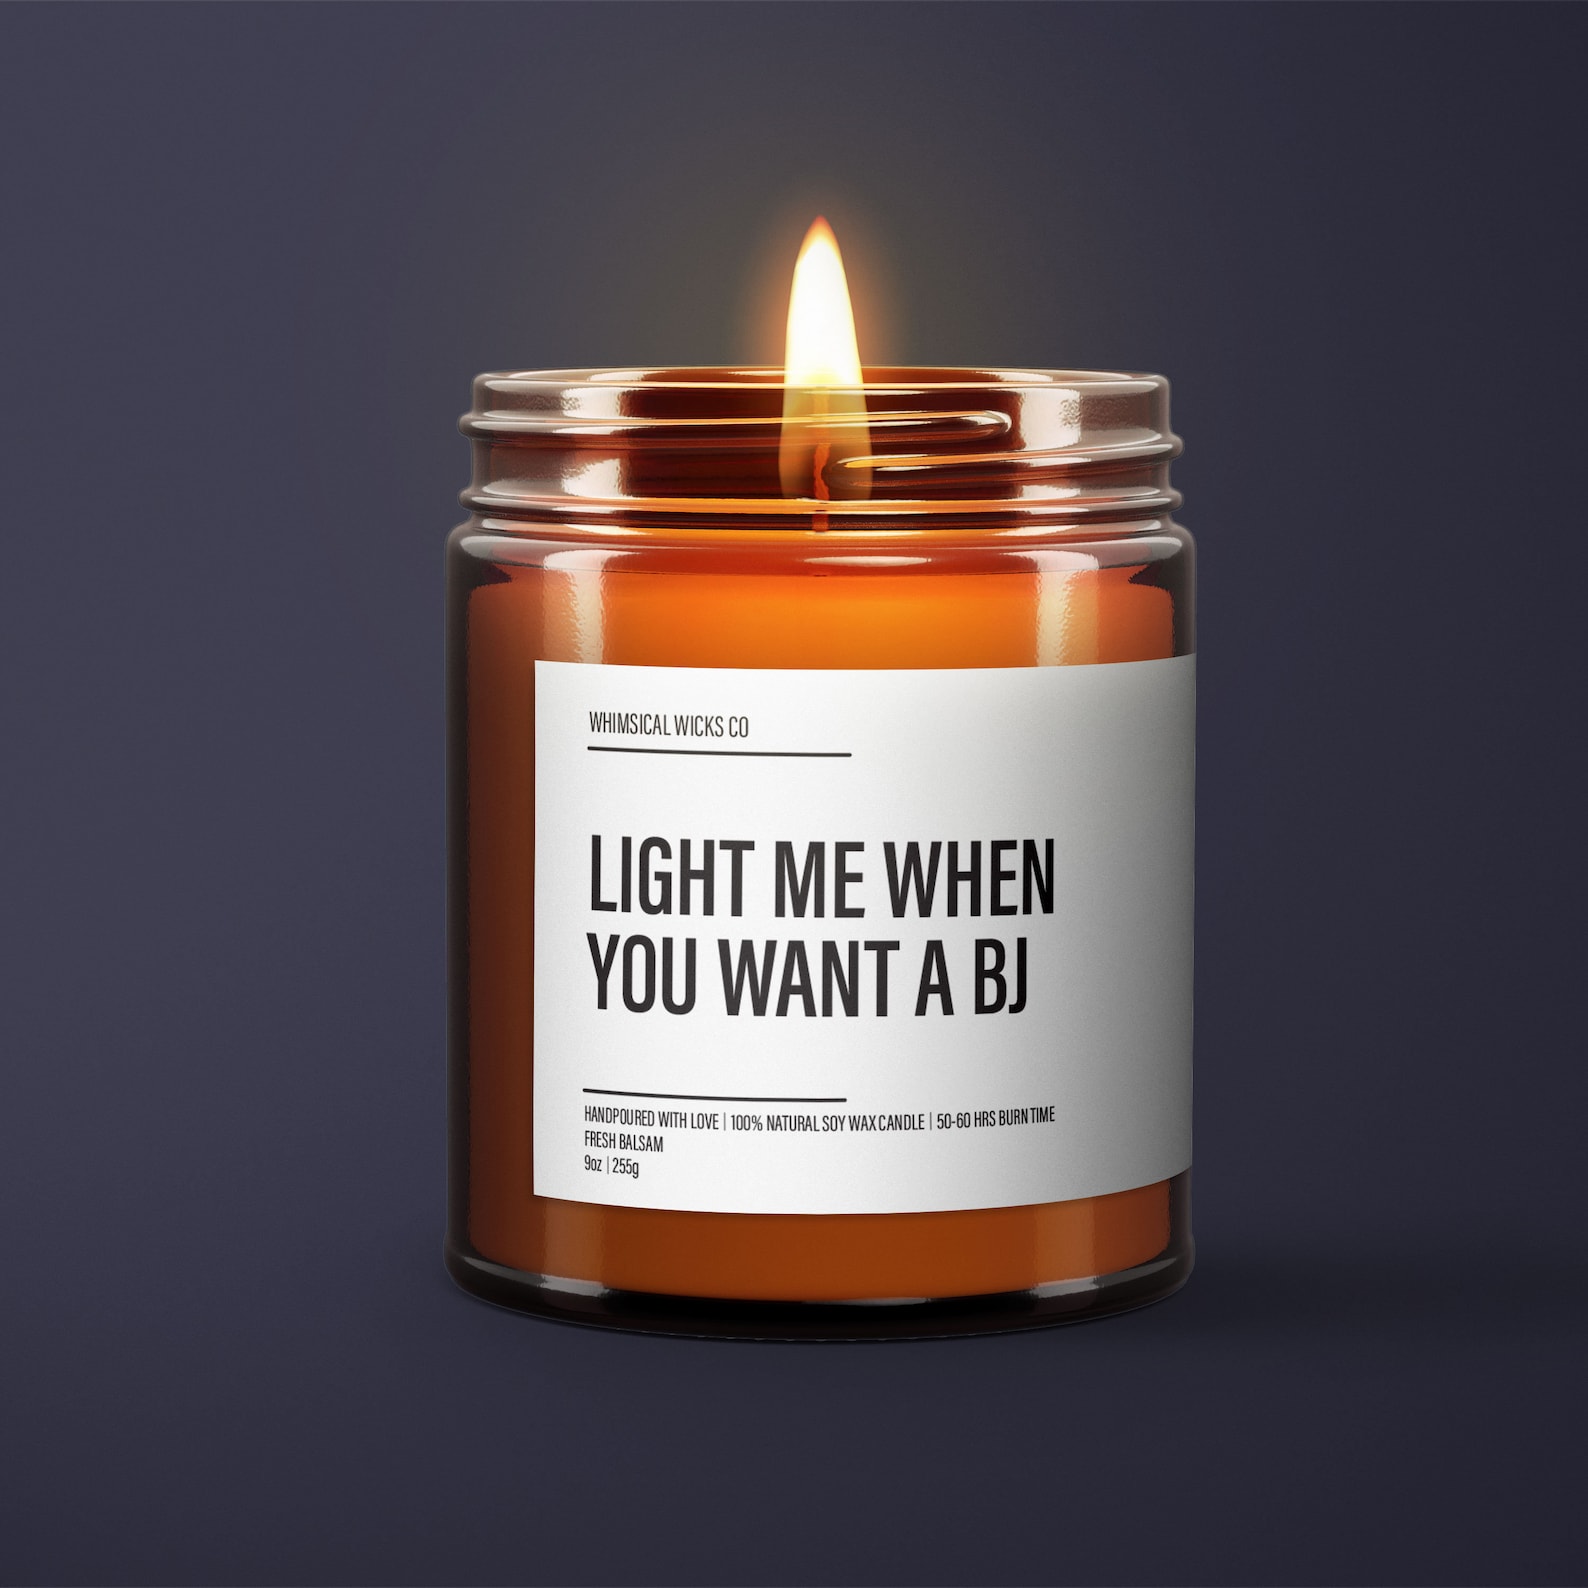 WHIMSICAL WICKS CO
LIGHT ME WHEN
YOU WANT A BJ
HANDPOURED WITH LOVE | 100% NATURAL SOY WAX CANDLE | 50-60 HRS BURN TIME
FRESH BALSAM
9oz | 255g